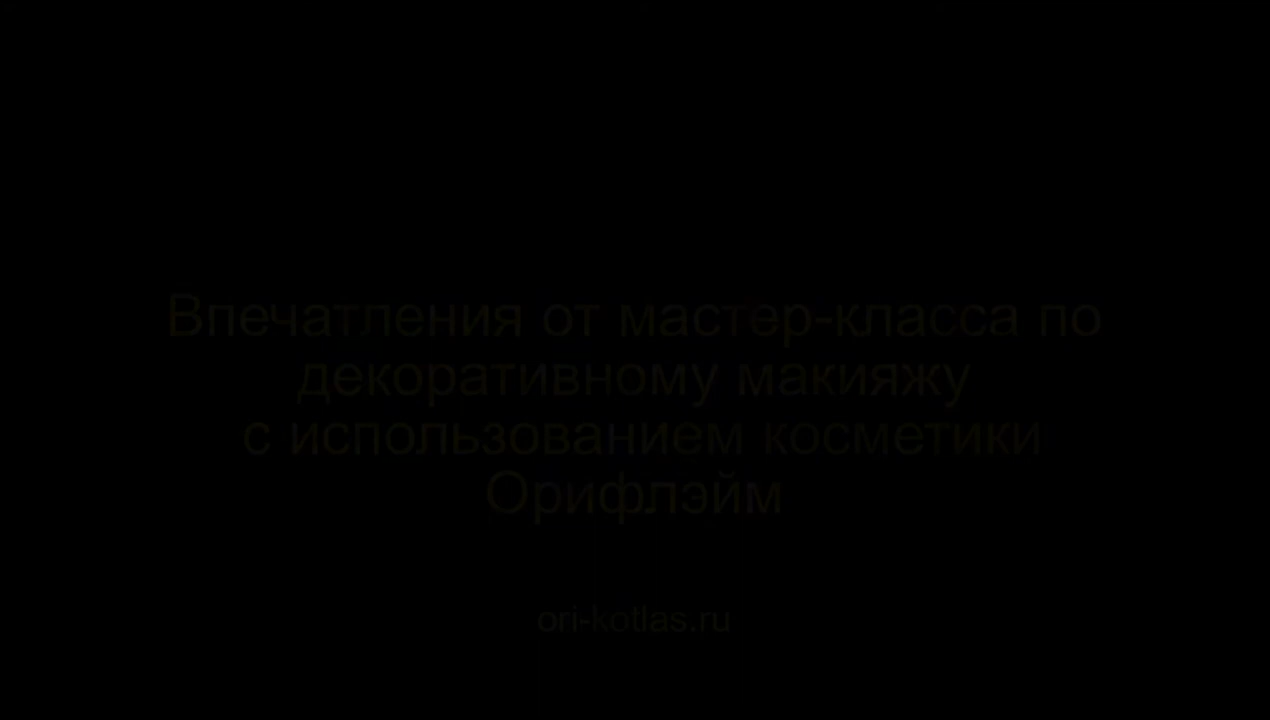 Впечатления от мастер-класса по
декоративному макияжу
с использованием косметики
Орифлэйм
ori-kotlas.ru